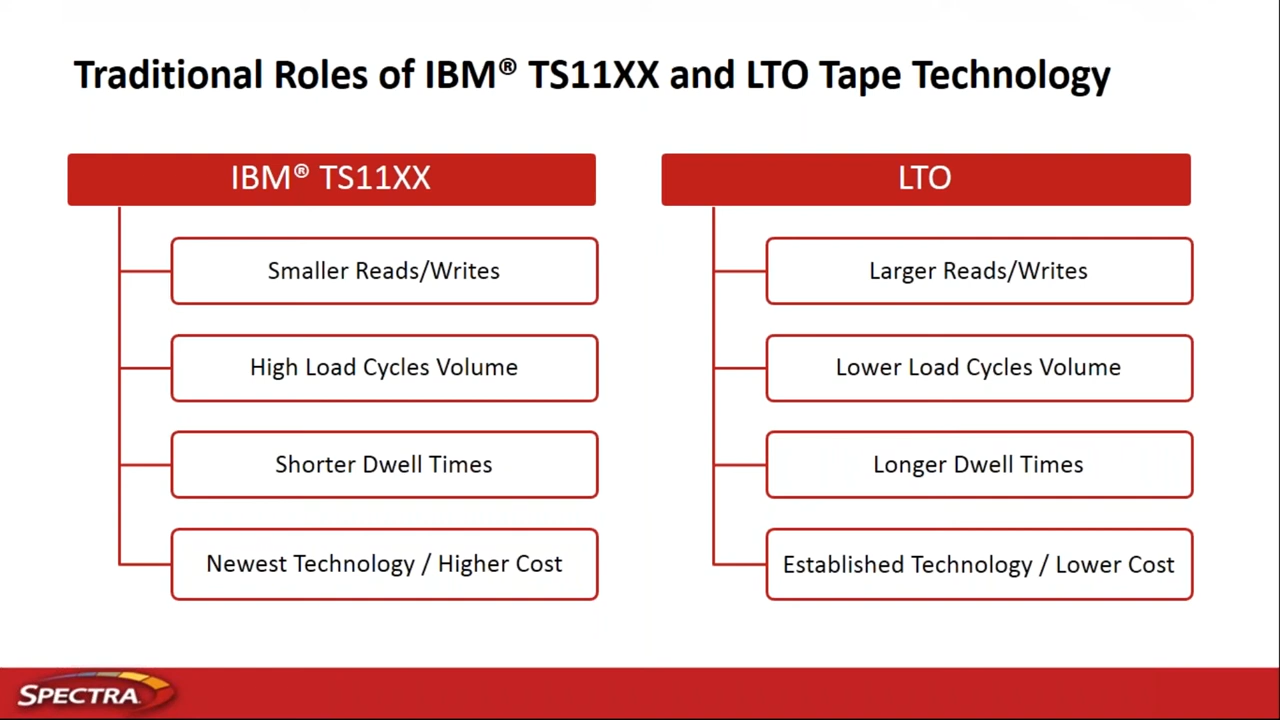 Traditional Roles of IBM® TS11XX and LTO Tape Technology
IBM® TS11XX
Smaller Reads/Writes
High Load Cycles Volume
Shorter Dwell Times
Newest Technology / Higher Cost
LTO
Larger Reads/Writes
Lower Load Cycles Volume
Longer Dwell Times
Established Technology / Lower Cost
SPECTRA